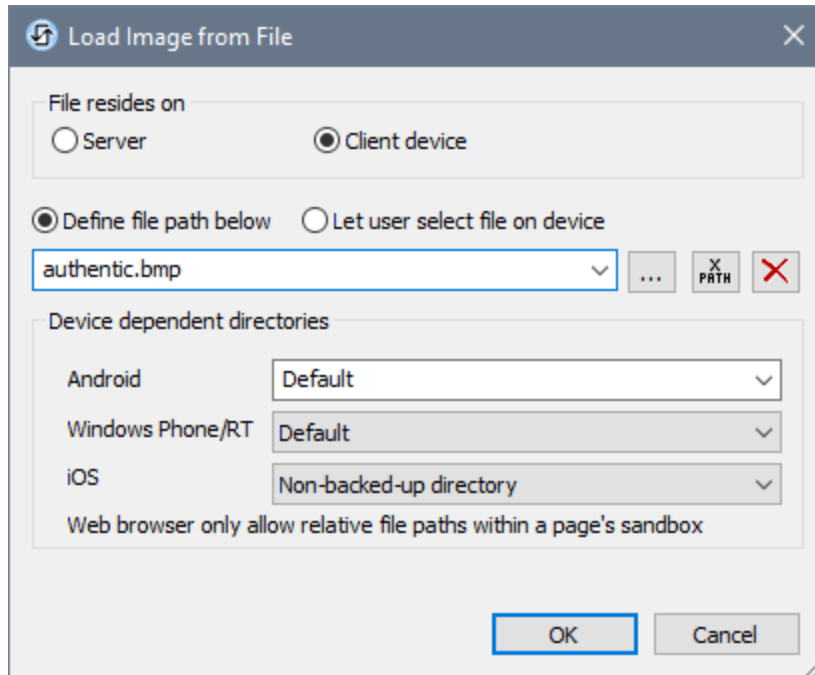 Load Image from File
File resides on
Server Client device
Define file path below Let user select file on device
authentic.bmp ... X PATH
Device dependent directories
Android Default
Windows Phone/RT Default
iOS Non-backed-up directory
Web browser only allow relative file paths within a page's sandbox
OK Cancel